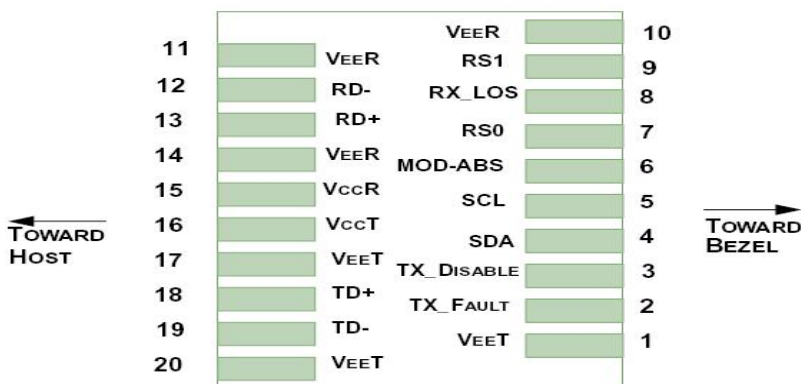 VEER 10
11 VEER RS1 9
12 RD- RX_LOS 8
13 RD+ RS0 7
14 VEER MOD-ABS 6
15 VCCR SCL 5
16 VCCT SDA 4
TOWARD HOST
TOWARD BEZEL
17 VEET TX_DISABLE 3
18 TD+ TX_FAULT 2
19 TD- VEET 1
20 VEET